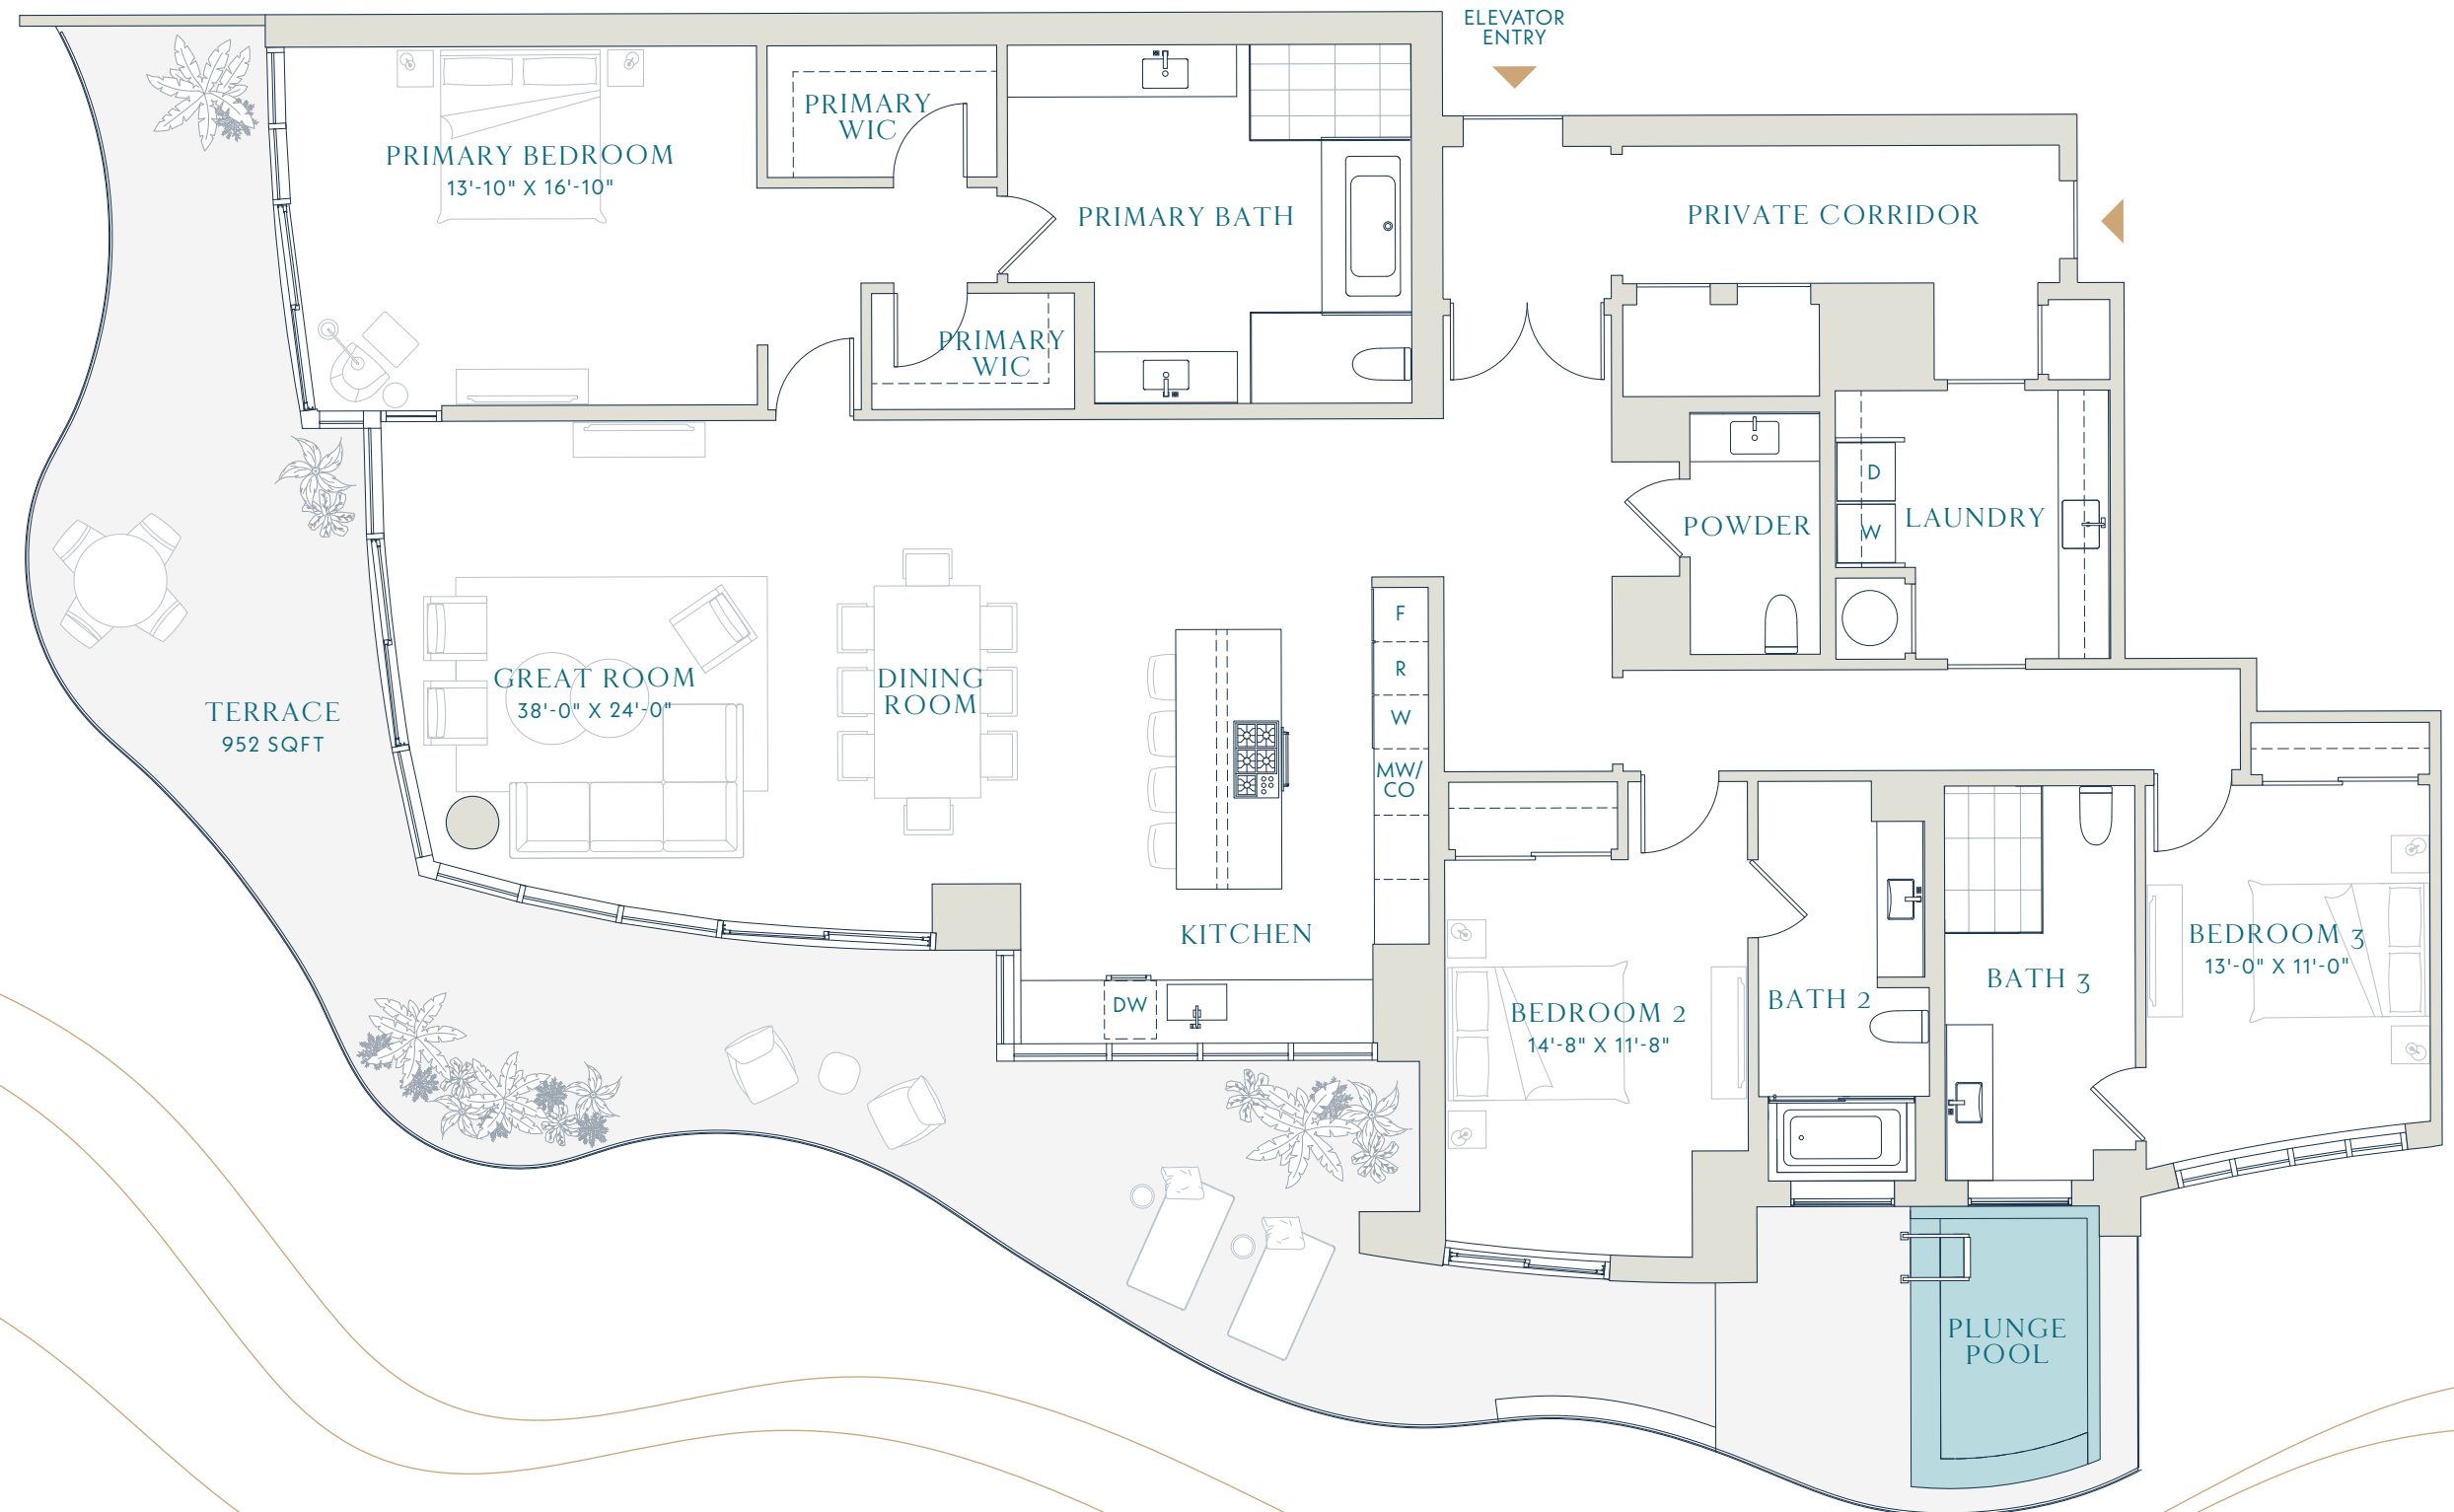 ELEVATOR
ENTRY
PRIMARY
WIC
PRIMARY BEDROOM
13'-10" X 16'-10"
PRIMARY BATH
PRIVATE CORRIDOR
PRIMARY
WIC
D
W
LAUNDRY
POWDER
F
R
W
MW/
CO
GREAT ROOM
38'-0" X 24'-0"
DINING
ROOM
TERRACE
952 SQFT
KITCHEN
DW
BEDROOM 2
14'-8" X 11'-8"
BATH 2
BATH 3
BEDROOM 3
13'-0" X 11'-0"
PLUNGE
POOL